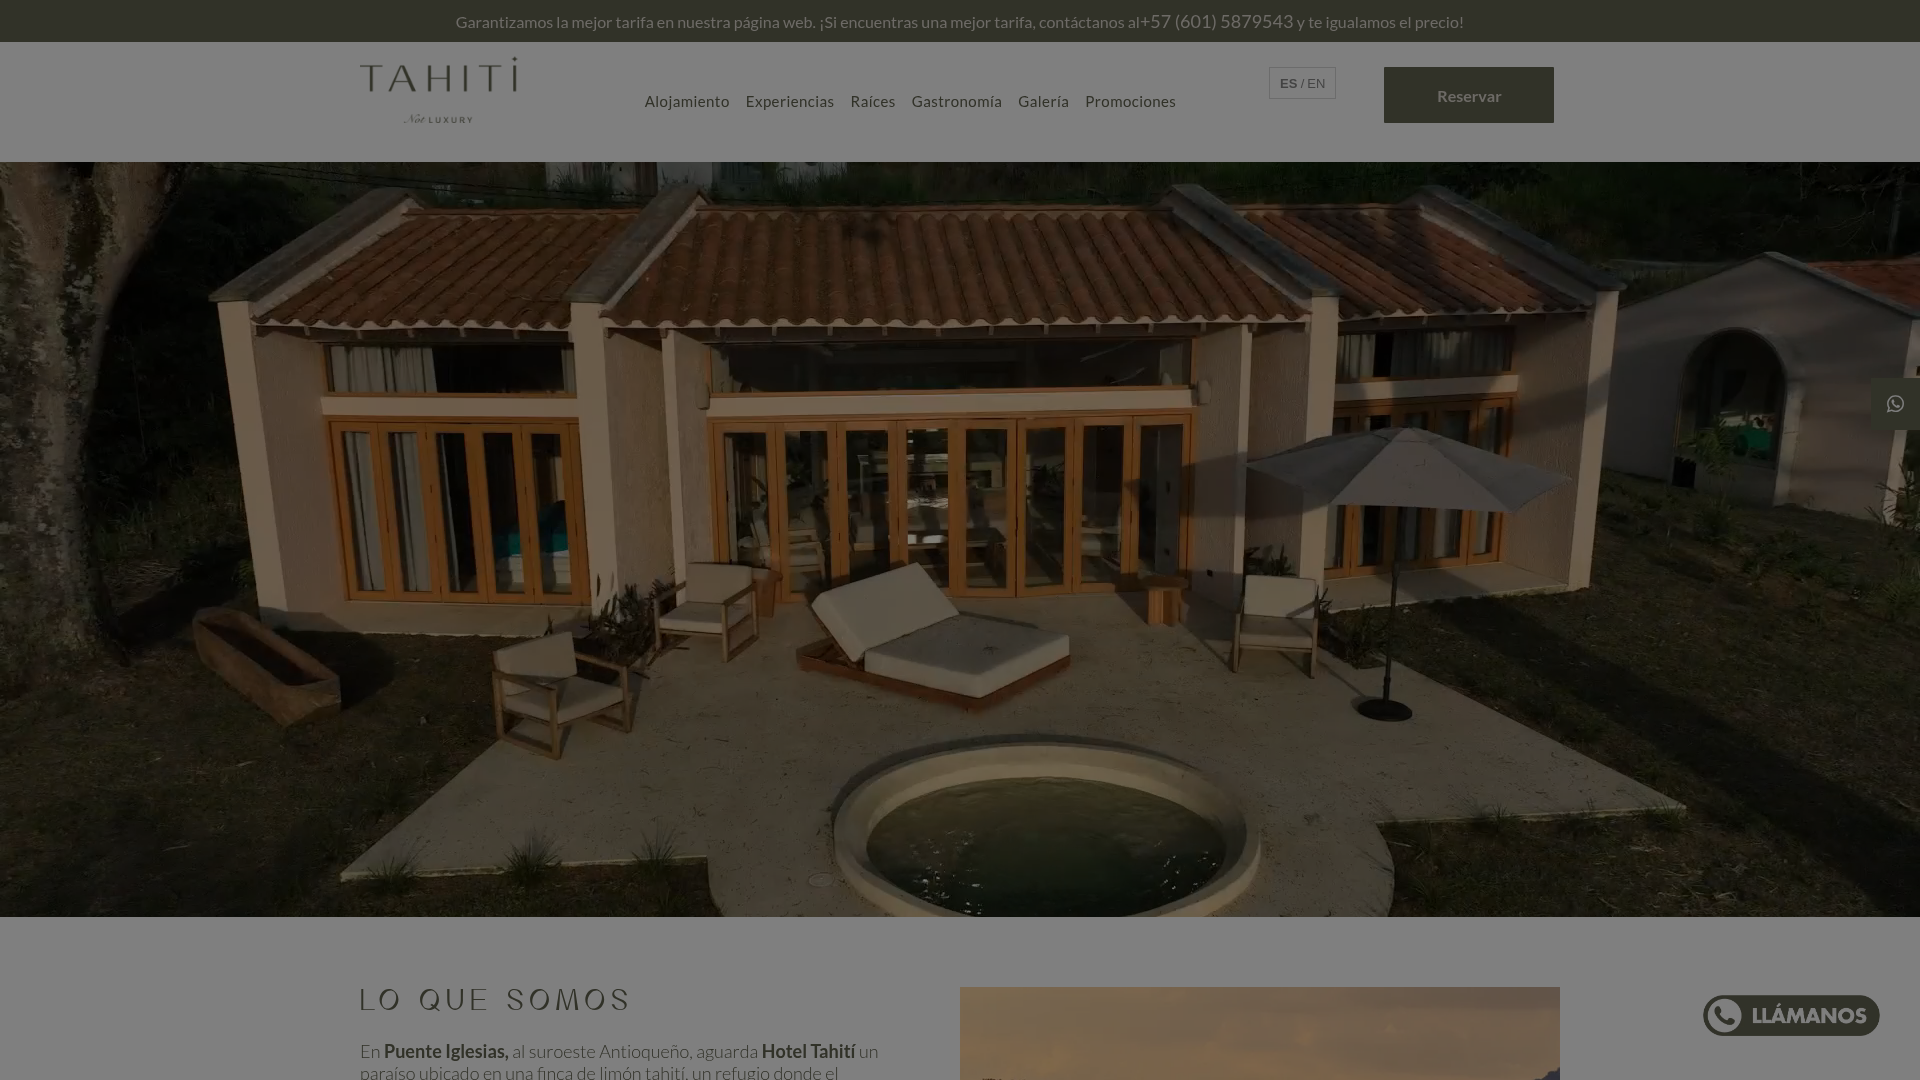 Garantizamos la mejor tarifa en nuestra página web. ¡Si encuentras una mejor tarifa, contáctanos al+57 (601) 5879543 y te igualamos el precio!
TAHITI
Not LUXURY
Alojamiento Experiencias Raíces Gastronomía Galería Promociones
ES / EN
Reservar
LO QUE SOMOS
En Puente Iglesias, al suroeste Antioqueño, aguarda Hotel Tahití un
paraíso ubicado en una finca de limón tahití, un refugio donde el
LLÁMANOS